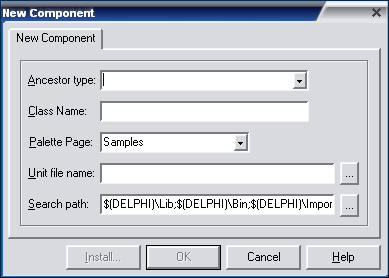 New Component
New Component
Ancestor type:
Class Name:
Palette Page: Samples
Unit file name: ...
Search path: $(DELPHI)\Lib;$(DELPHI)\Bin;$(DELPHI)\Impor ...
Install... OK Cancel Help